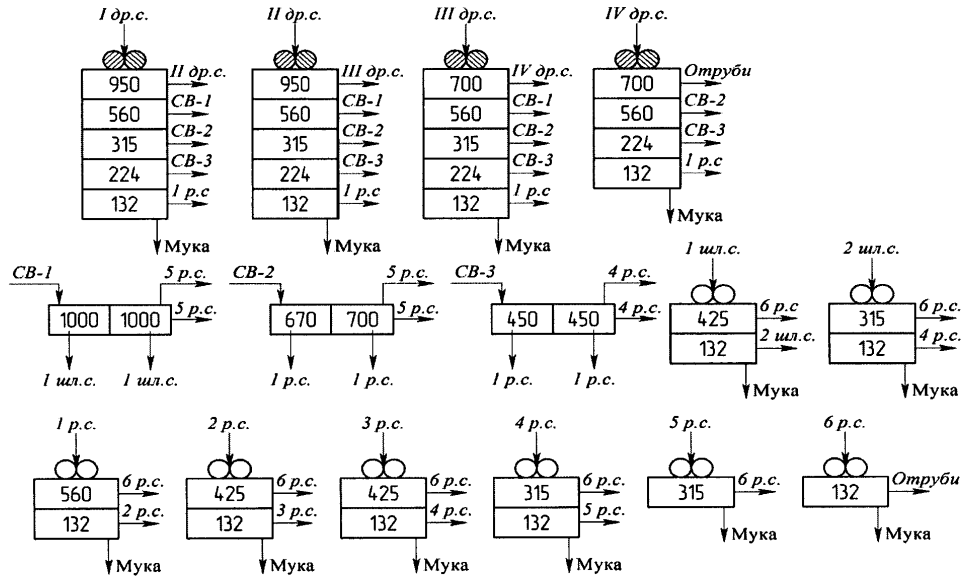 I др.с. II др.с. III др.с. IV др.с.
950 II др.с. 950 III др.с. 700 IV др.с. 700 Отруби
560 СВ-1 560 СВ-1 560 СВ-1 560 СВ-2
315 СВ-2 315 СВ-2 315 СВ-2 224 СВ-3
224 СВ-3 224 СВ-3 224 СВ-3 132 1 р.с
132 1 р.с 132 1 р.с 132 1 р.с Мука
Мука Мука Мука
1 шл.с. 2 шл.с.
СВ-1 5 р.с. СВ-2 5 р.с. СВ-3 4 р.с.
1000 1000 5 р.с. 670 700 5 р.с. 450 450 4 р.с. 425 6 р.с 315 6 р.с.
132 2 шл.с. 132 4 р.с.
1 шл.с. 1 шл.с. 1 р.с. 1 р.с. 1 р.с. 1 р.с. Мука Мука
1 р.с. 2 р.с. 3 р.с. 4 р.с. 5 р.с. 6 р.с.
560 6 р.с. 425 6 р.с. 425 6 р.с. 315 6 р.с. 315 6 р.с. 132 Отруби
132 2 р.с. 132 3 р.с. 132 4 р.с. 132 5 р.с.
Мука Мука Мука Мука Мука Мука